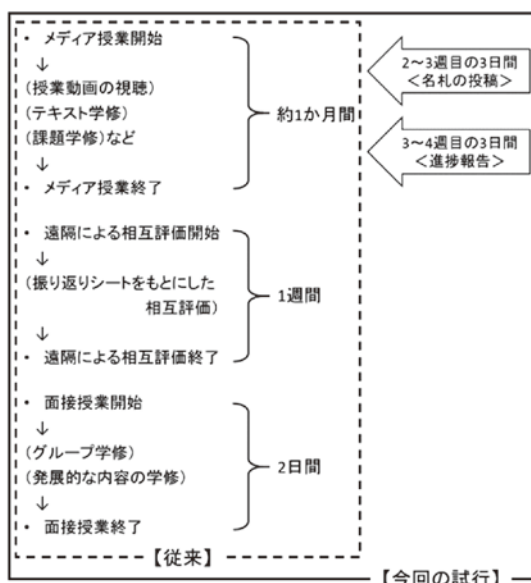 ・ メディア授業開始
↓
(授業動画の視聴)
(テキスト学修)
(課題学修)など
↓
・ メディア授業終了
約1か月間
2～3週目の3日間
＜名札の投稿＞
3～4週目の3日間
＜進捗報告＞
・ 遠隔による相互評価開始
↓
(振り返りシートをもとにした
相互評価)
↓
・ 遠隔による相互評価終了
1週間
・ 面接授業開始
↓
(グループ学修)
(発展的な内容の学修)
↓
・ 面接授業終了
2日間
【従来】
【今回の試行】